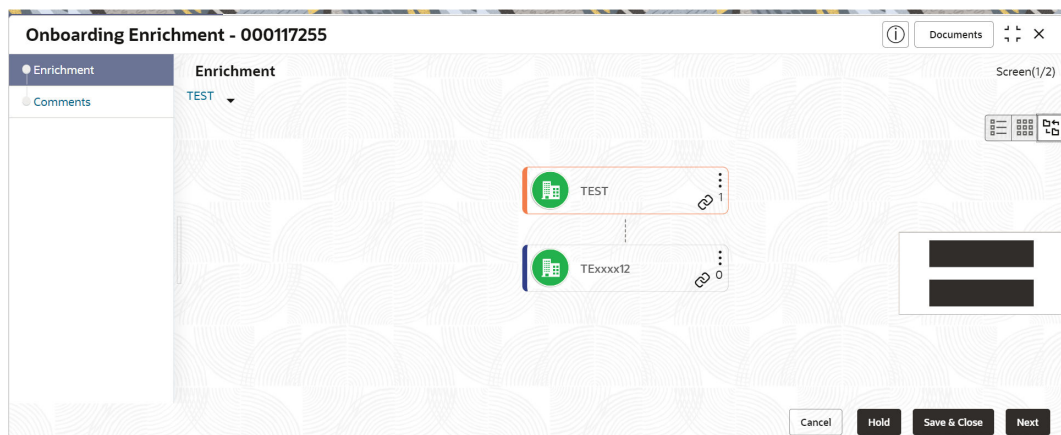 Onboarding Enrichment - 000117255
Documents
Enrichment
Comments
Enrichment
Screen(1/2)
TEST
TEST
1
TExxxx12
0
Cancel
Hold
Save & Close
Next